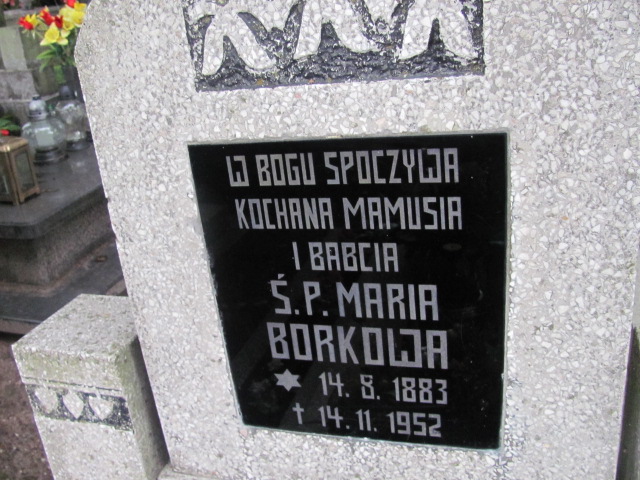 W BOGU SPOCZYWA
KOCHANA MAMUSIA
I BABCIA
Ś.P. MARIA
BORKOWA
14. 8. 1883
† 14. 11. 1952